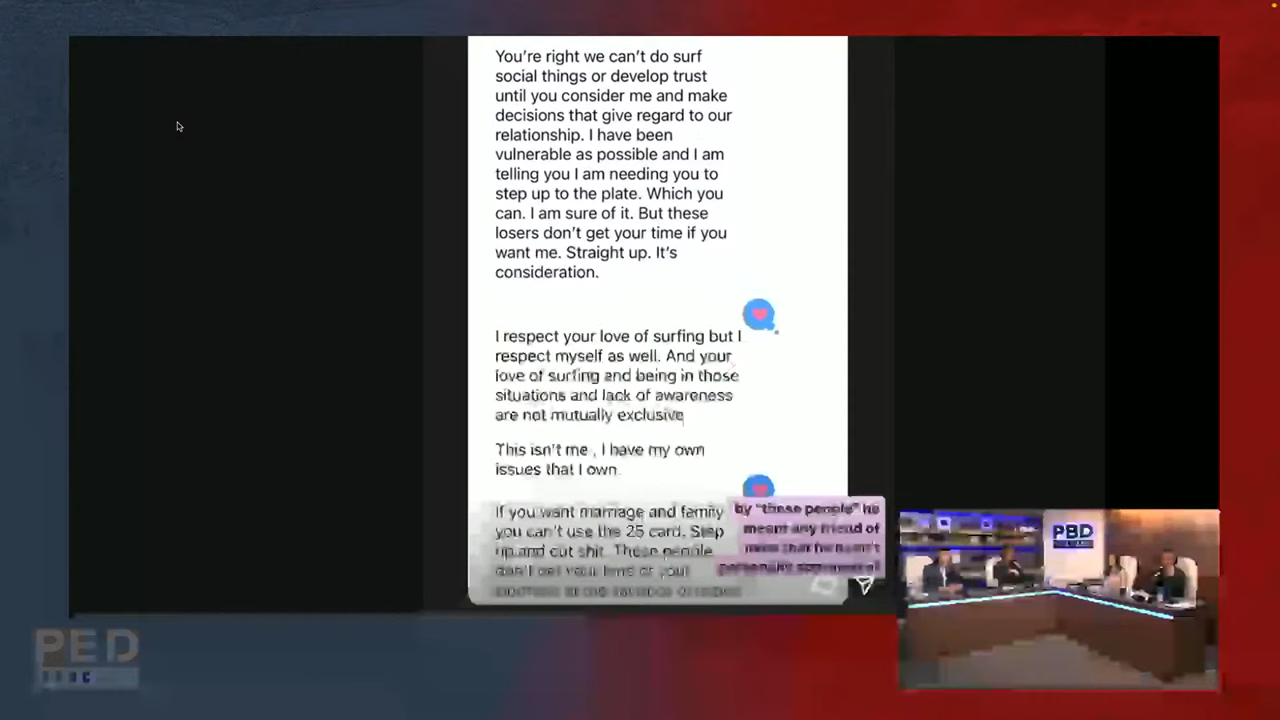 You're right we can't do surf
social things or develop trust
until you consider me and make
decisions that give regard to our
relationship. I have been
vulnerable as possible and I am
telling you I am needing you to
step up to the plate. Which you
can. I am sure of it. But these
losers don't get your time if you
want me. Straight up. It's
consideration.
I respect your love of surfing but I
respect myself as well. And your
love of surfing and being in those
situations and lack of awareness
are not mutually exclusive
This isn't me , I have my own
issues that I own.
If you want marriage and family
you can't use the 25 card. Step
up and cut shit. These people
don't get your time or your
by "these people" he
meant any friend of
PBD